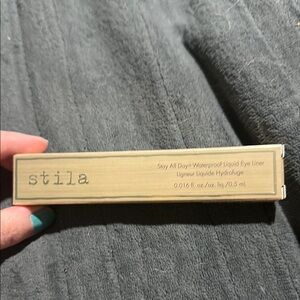 stila
Stay All Day® Waterproof Liquid Eye Liner
Ligneur Liquide Hydrofuge
0.016 fl. oz./oz. liq./0.5 mL